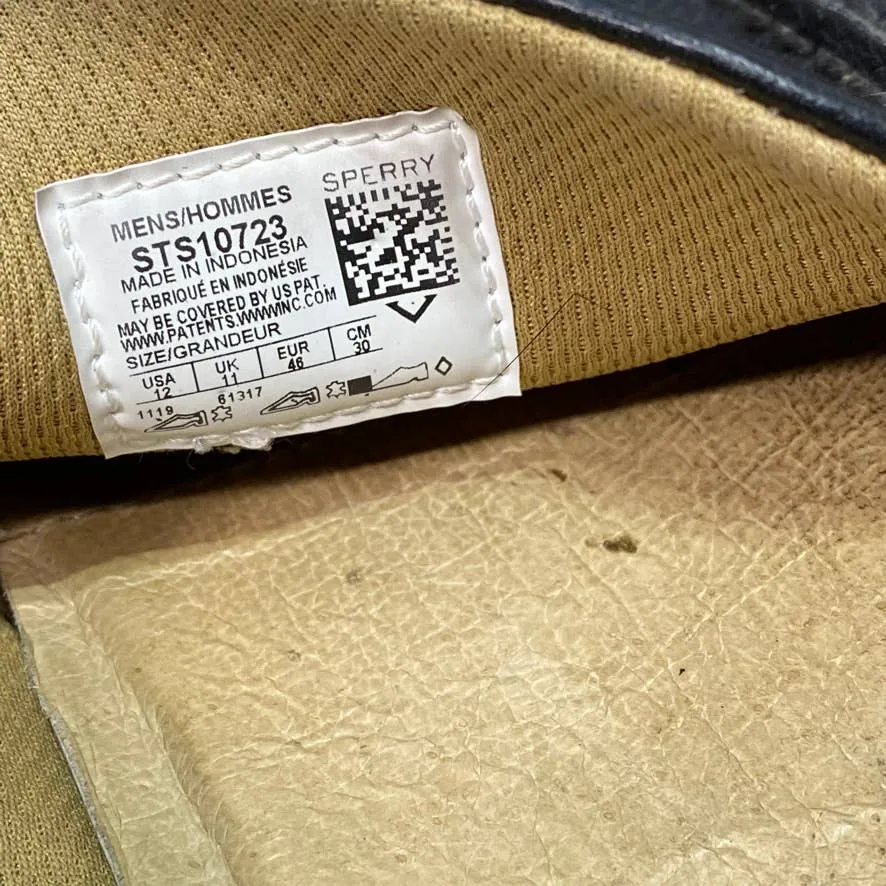 SPERRY
MENS/HOMMES
STS10723
MADE IN INDONESIA
FABRIQUÉ EN INDONÉSIE
MAY BE COVERED BY US PAT.
WWW.PATENTS.WWWINC.COM
SIZE/GRANDEUR
USA UK EUR CM
12 11 46 30
1119 61317